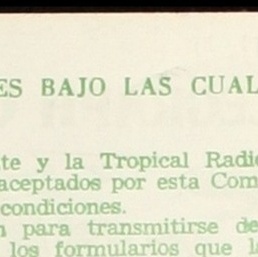 ES BAJO LAS CUAL
te y la Tropical Radi
aceptados por esta Com
condiciones.
para transmitirse de
los formularios que la